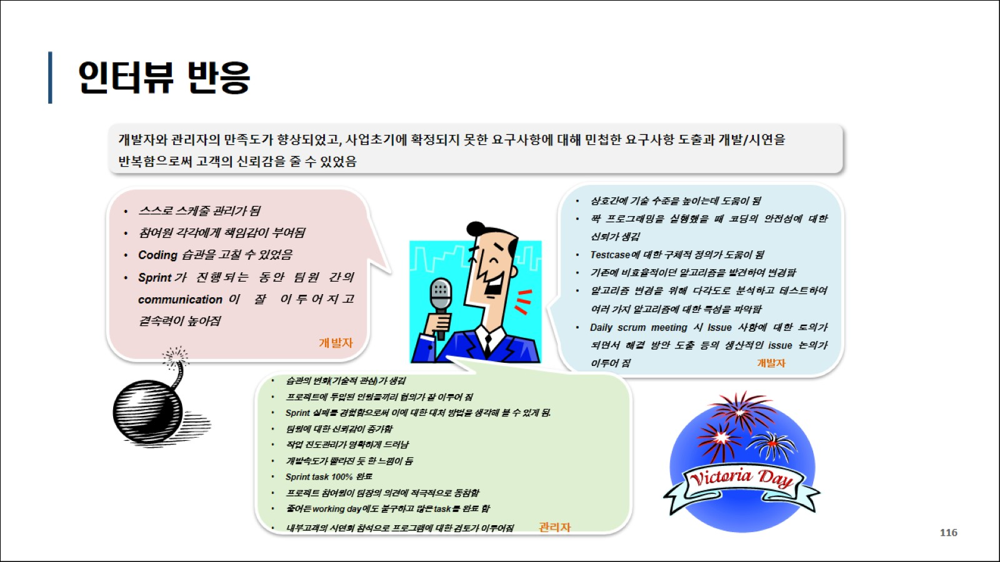 인터뷰 반응
개발자와 관리자의 만족도가 향상되었고, 사업초기에 확정되지 못한 요구사항에 대해 민첩한 요구사항 도출과 개발/시연을
반복함으로써 고객의 신뢰감을 줄 수 있었음
• 스스로 스케줄 관리가 됨
• 참여원 각각에게 책임감이 부여됨
• Coding 습관을 고칠 수 있었음
• Sprint가 진행되는 동안 팀원 간의
communication이 잘 이루어지고
결속력이 높아짐
개발자
• 상호간에 기술 수준을 높이는데 도움이 됨
• 짝 프로그래밍을 실행했을 때 코딩의 안전성에 대한
신뢰가 생김
• Testcase에 대한 구체적 정의가 도움이 됨
• 기존에 비효율적이던 알고리즘을 발견하여 변경함
• 알고리즘 변경을 위해 다각도로 분석하고 테스트하여
여러 가지 알고리즘에 대한 특성을 파악함
• Daily scrum meeting 시 Issue 사항에 대한 토의가
되면서 해결 방안 도출 등의 생산적인 issue 논의가
이루어 짐
개발자
• 습관의 변화(기술적 관심)가 생김
• 프로젝트에 투입된 인원들끼리 협의가 잘 이루어 짐
• Sprint 실패를 경험함으로써 이에 대한 대처 방법을 생각해 볼 수 있게 됨.
• 팀원에 대한 신뢰감이 증가함
• 작업 진도관리가 명확하게 드러남
• 개발속도가 빨라진 듯 한 느낌이 듬
• Sprint task 100% 완료
• 프로젝트 참여원이 팀장의 의견에 적극적으로 동참함
• 줄어든 working day에도 불구하고 많은 task를 완료 함
• 내부고객의 시연회 참석으로 프로그램에 대한 검토가 이루어짐
관리자
Victoria Day
116